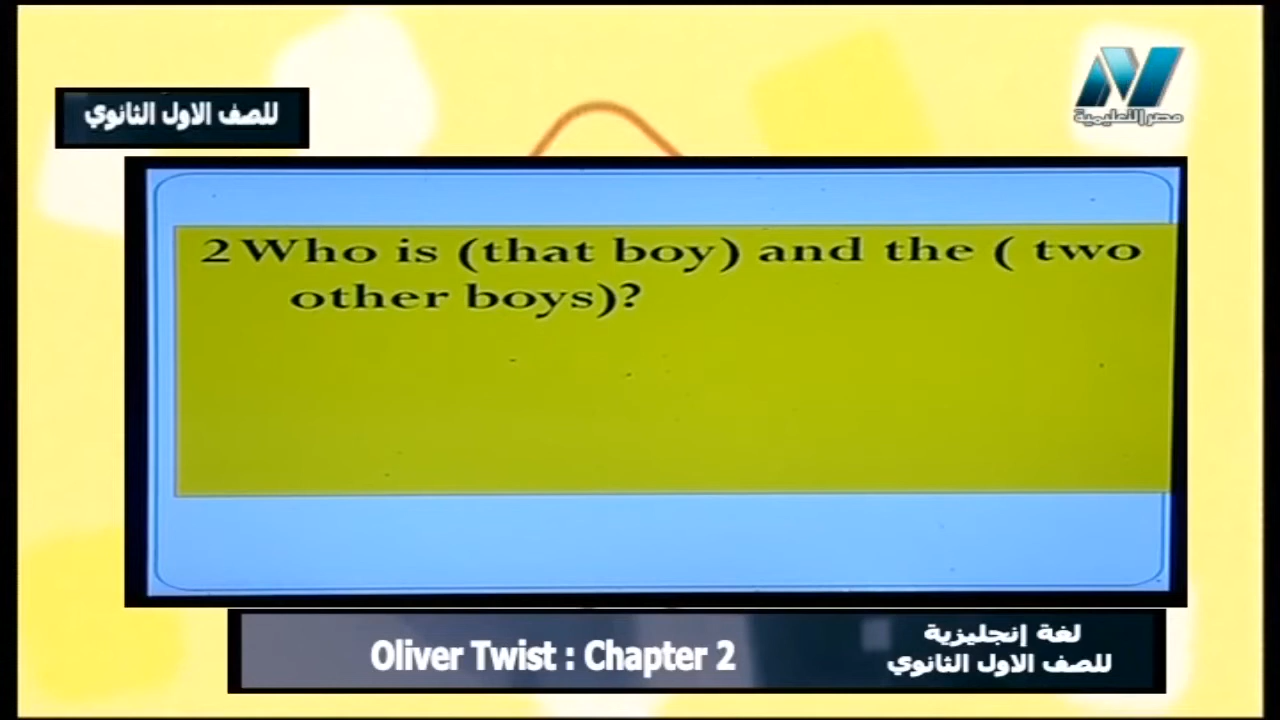 للصف الاول الثانوي
مصر التعليمية
2 Who is (that boy) and the ( two
other boys)?
Oliver Twist : Chapter 2
لغة إنجليزية
للصف الاول الثانوي